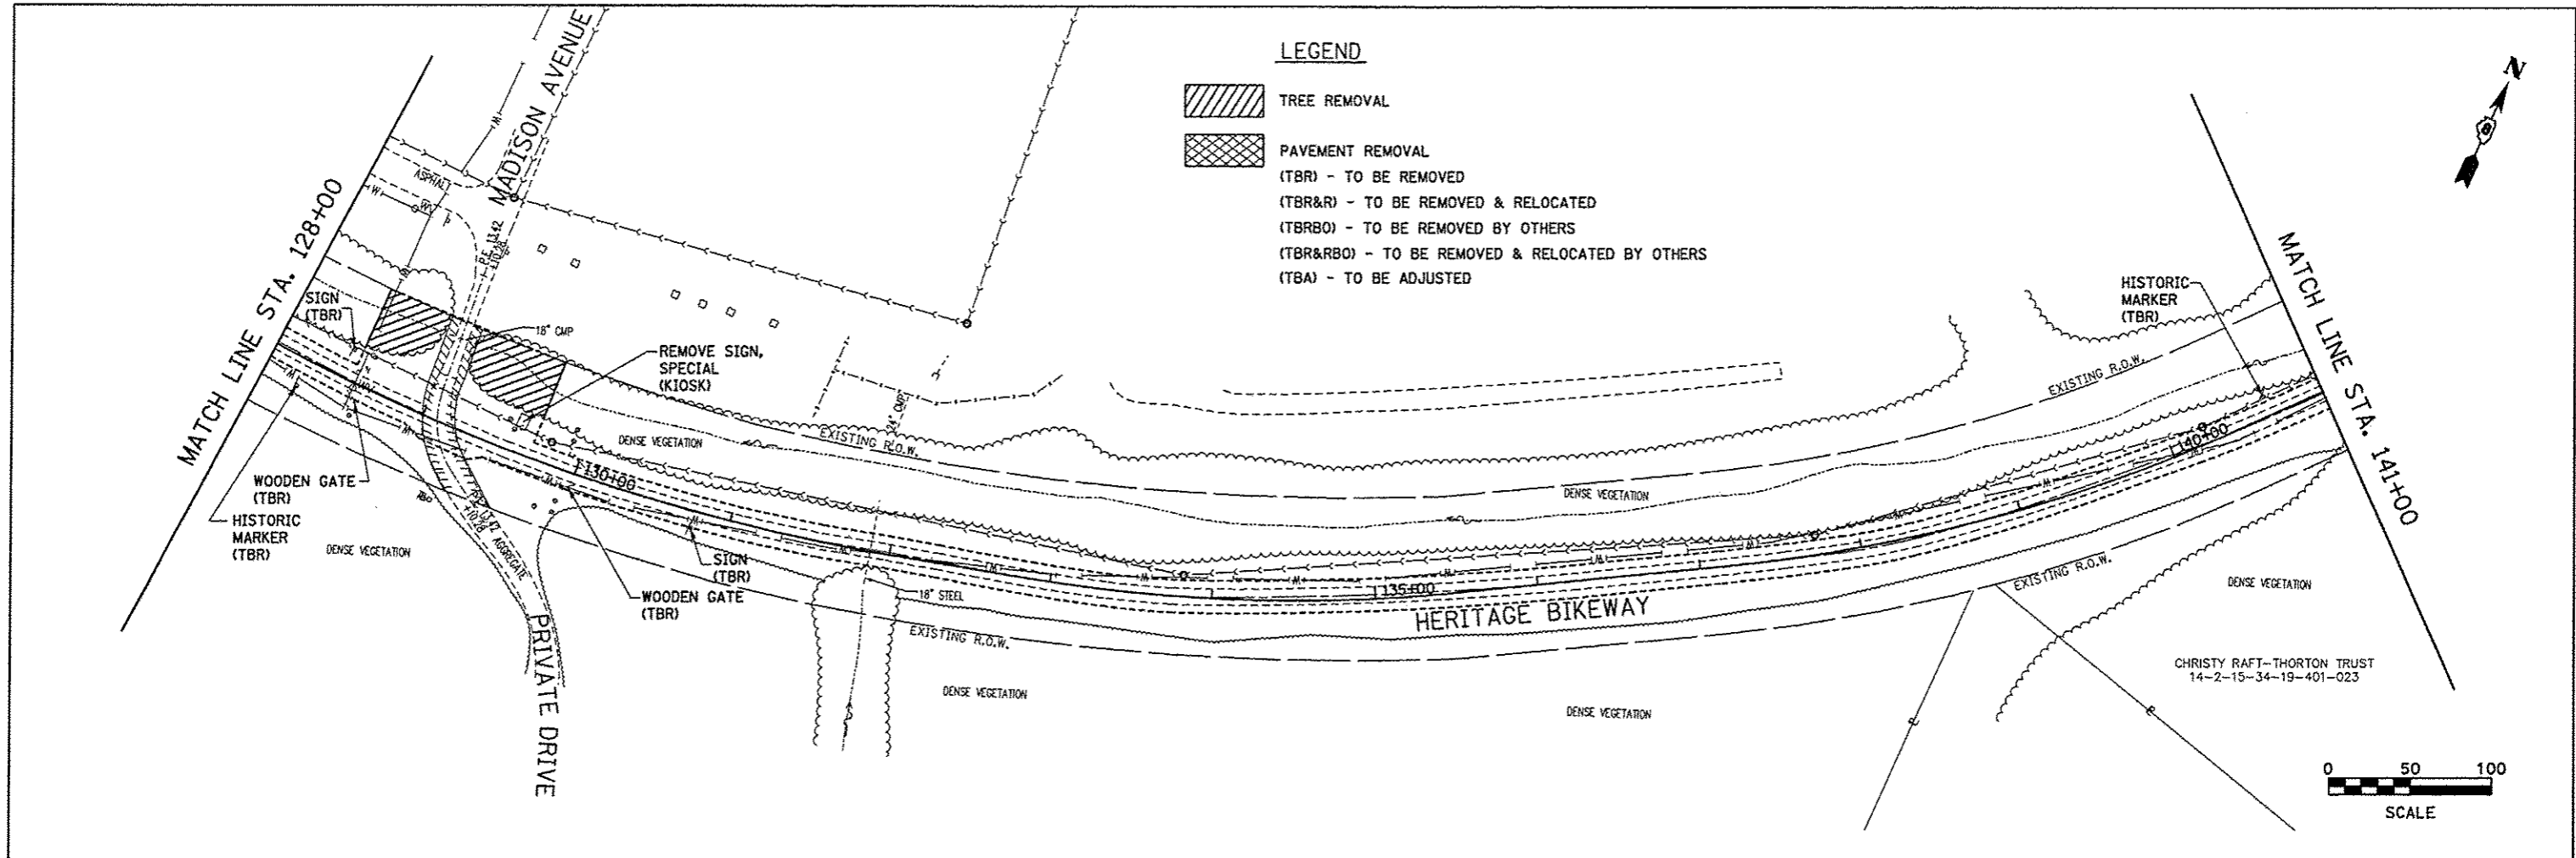 LEGEND
TREE REMOVAL
PAVEMENT REMOVAL
(TBR) - TO BE REMOVED
(TBR&R) - TO BE REMOVED & RELOCATED
(TBRBO) - TO BE REMOVED BY OTHERS
(TBR&RBO) - TO BE REMOVED & RELOCATED BY OTHERS
(TBA) - TO BE ADJUSTED
N
MATCH LINE STA. 128+00
MADISON AVENUE
ASPHALT
P.E. 13.42
SIGN
(TBR)
18" CMP
REMOVE SIGN,
SPECIAL
(KIOSK)
24" CMP
WOODEN GATE
(TBR)
HISTORIC
MARKER
(TBR)
DENSE VEGETATION
130+00
DENSE VEGETATION
EXISTING R.O.W.
AGGREGATE
PRIVATE DRIVE
SIGN
(TBR)
WOODEN GATE
(TBR)
18" STEEL
EXISTING R.O.W.
DENSE VEGETATION
135+00
HERITAGE BIKEWAY
DENSE VEGETATION
DENSE VEGETATION
EXISTING R.O.W.
HISTORIC
MARKER
(TBR)
140+00
EXISTING R.O.W.
DENSE VEGETATION
MATCH LINE STA. 141+00
CHRISTY RAFT-THORTON TRUST
14-2-15-34-19-401-023
0 50 100
SCALE